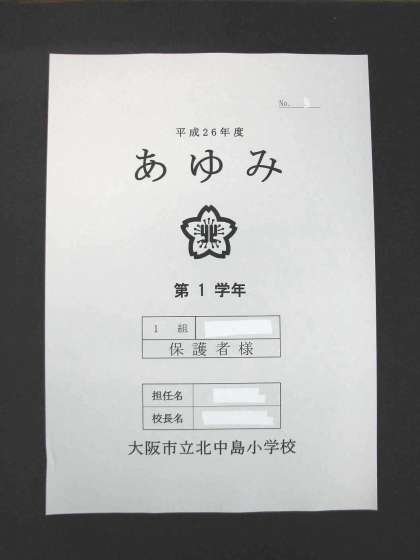 No.
平成26年度
あゆみ
北
第1学年
1 組
保護者様
担任名
校長名
大阪市立北中島小学校